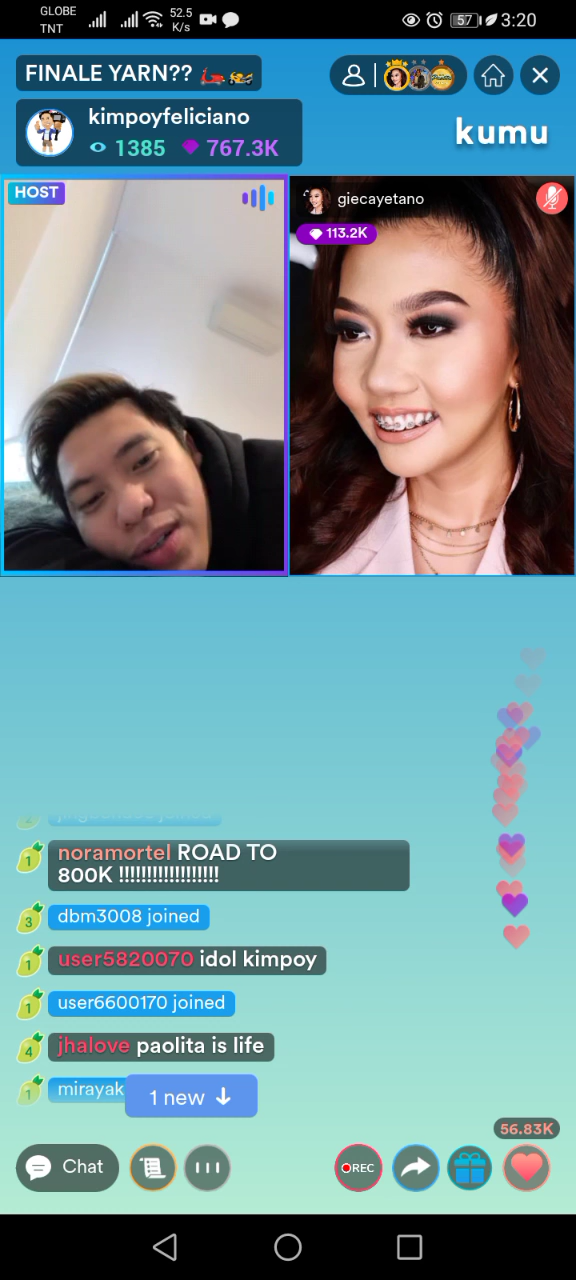 GLOBE
TNT
52.5
K/s
57
3:20
FINALE YARN??
kimpoyfeliciano
1385 767.3K
kumu
HOST
giecayetano
113.2K
1 noramortel ROAD TO
800K !!!!!!!!!!!!!!!!!!
3 dbm3008 joined
1 user5820070 idol kimpoy
1 user6600170 joined
4 jhalove paolita is life
1 mirayak
1 new
56.83K
Chat
REC